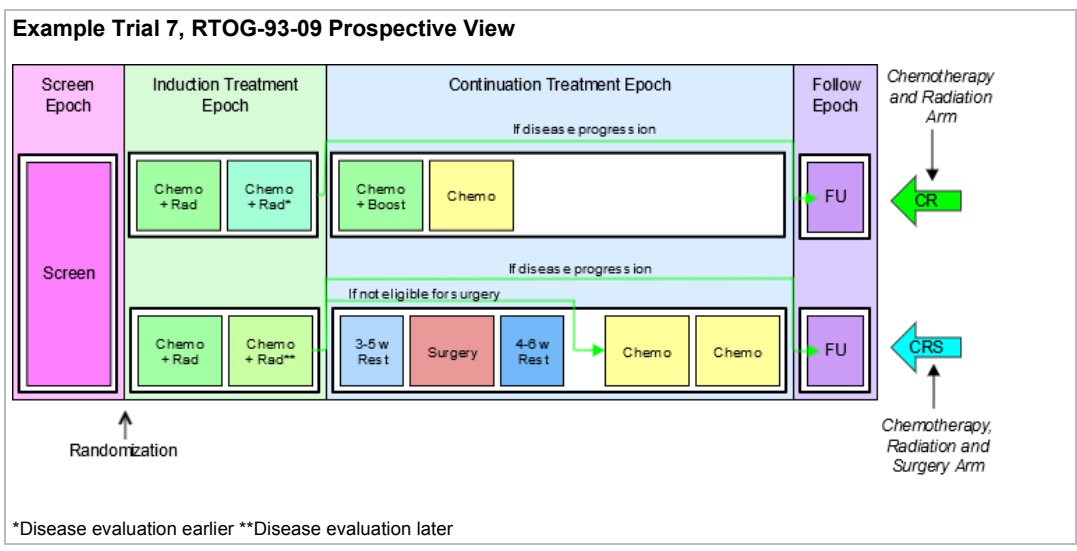 Example Trial 7, RTOG-93-09 Prospective View
Screen
Epoch
Induction Treatment
Epoch
Continuation Treatment Epoch
Follow
Epoch
Chemotherapy
and Radiation
Arm
If disease progression
Chemo
+ Rad
Chemo
+ Rad*
Chemo
+ Boost
Chemo
FU
CR
Screen
If disease progression
If not eligible for surgery
Chemo
+ Rad
Chemo
+ Rad**
3-5 w
Rest
Surgery
4-6 w
Rest
Chemo
Chemo
FU
CRS
Randomization
Chemotherapy,
Radiation and
Surgery Arm
*Disease evaluation earlier **Disease evaluation later